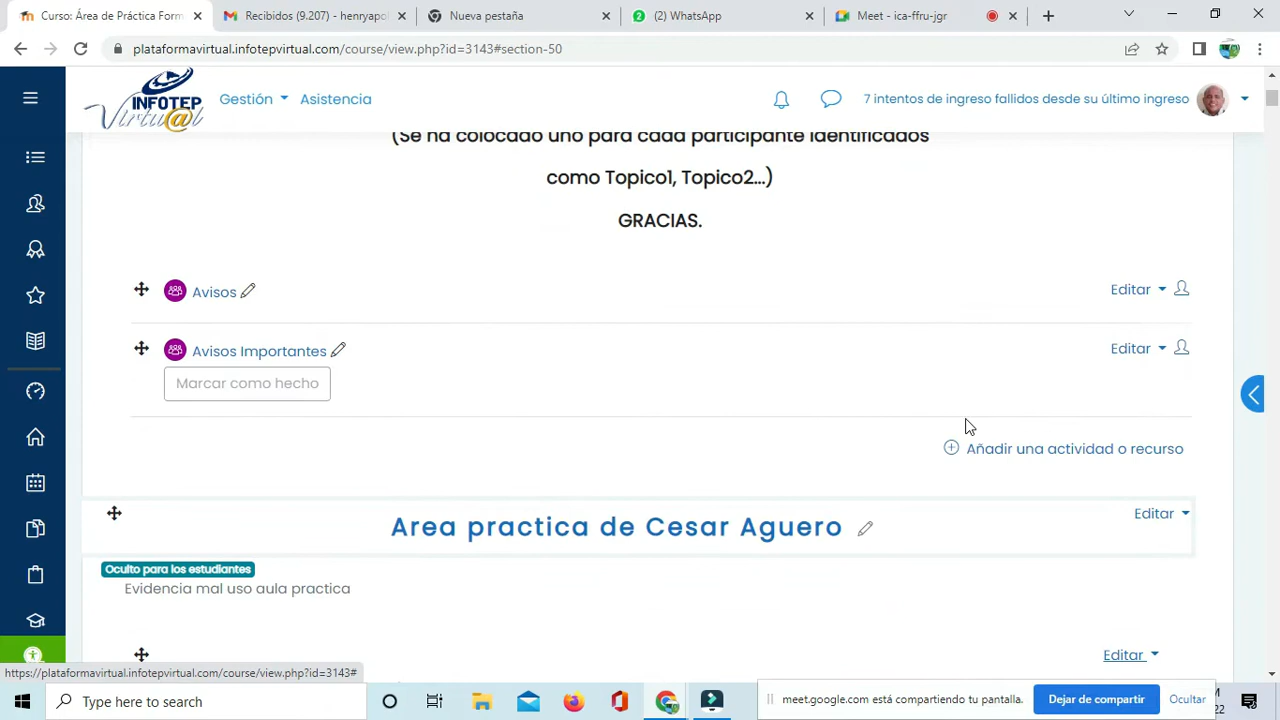 Curso: Área de Práctica Form
Recibidos (9.207) - henryapol
Nueva pestaña
(2) WhatsApp
Meet - ica-ffru-jgr
plataformavirtual.infotepvirtual.com/course/view.php?id=3143#section-50
INFOTEP
Virtu@l
Gestión
Asistencia
7 intentos de ingreso fallidos desde su último ingreso
(Se ha colocado uno para cada participante identificados
como Topico1, Topico2...)
GRACIAS.
Avisos
Editar
Avisos Importantes
Editar
Marcar como hecho
Añadir una actividad o recurso
Area practica de Cesar Aguero
Editar
Oculto para los estudiantes
Evidencia mal uso aula practica
Editar
https://plataformavirtual.infotepvirtual.com/course/view.php?id=3143#
Type here to search
meet.google.com está compartiendo tu pantalla.
Dejar de compartir
Ocultar